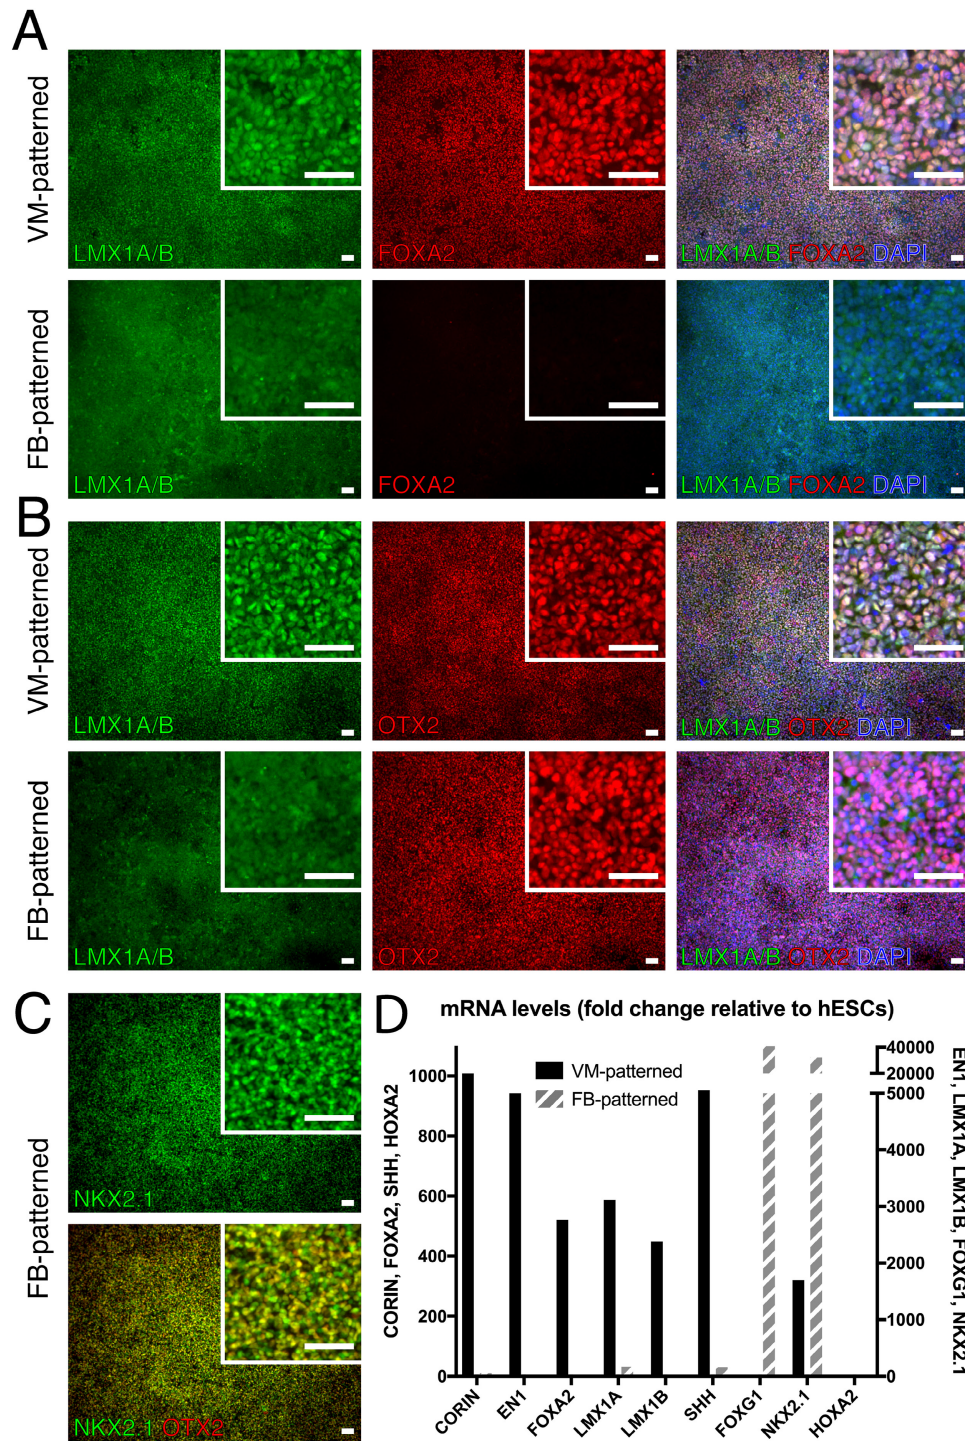 A
VM-patterned
LMX1A/B
FOXA2
LMX1A/B FOXA2 DAPI
FB-patterned
LMX1A/B
FOXA2
LMX1A/B FOXA2 DAPI
B
VM-patterned
LMX1A/B
OTX2
LMX1A/B OTX2 DAPI
FB-patterned
LMX1A/B
OTX2
LMX1A/B OTX2 DAPI
C
FB-patterned
NKX2.1
NKX2.1 OTX2
D
mRNA levels (fold change relative to hESCs)
VM-patterned
FB-patterned
CORIN, FOXA2, SHH, HOXA2
1000
800
600
400
200
0
40000
20000
5000
4000
3000
2000
1000
0
EN1, LMX1A, LMX1B, FOXG1, NKX2.1
CORIN
EN1
FOXA2
LMX1A
LMX1B
SHH
FOXG1
NKX2.1
HOXA2